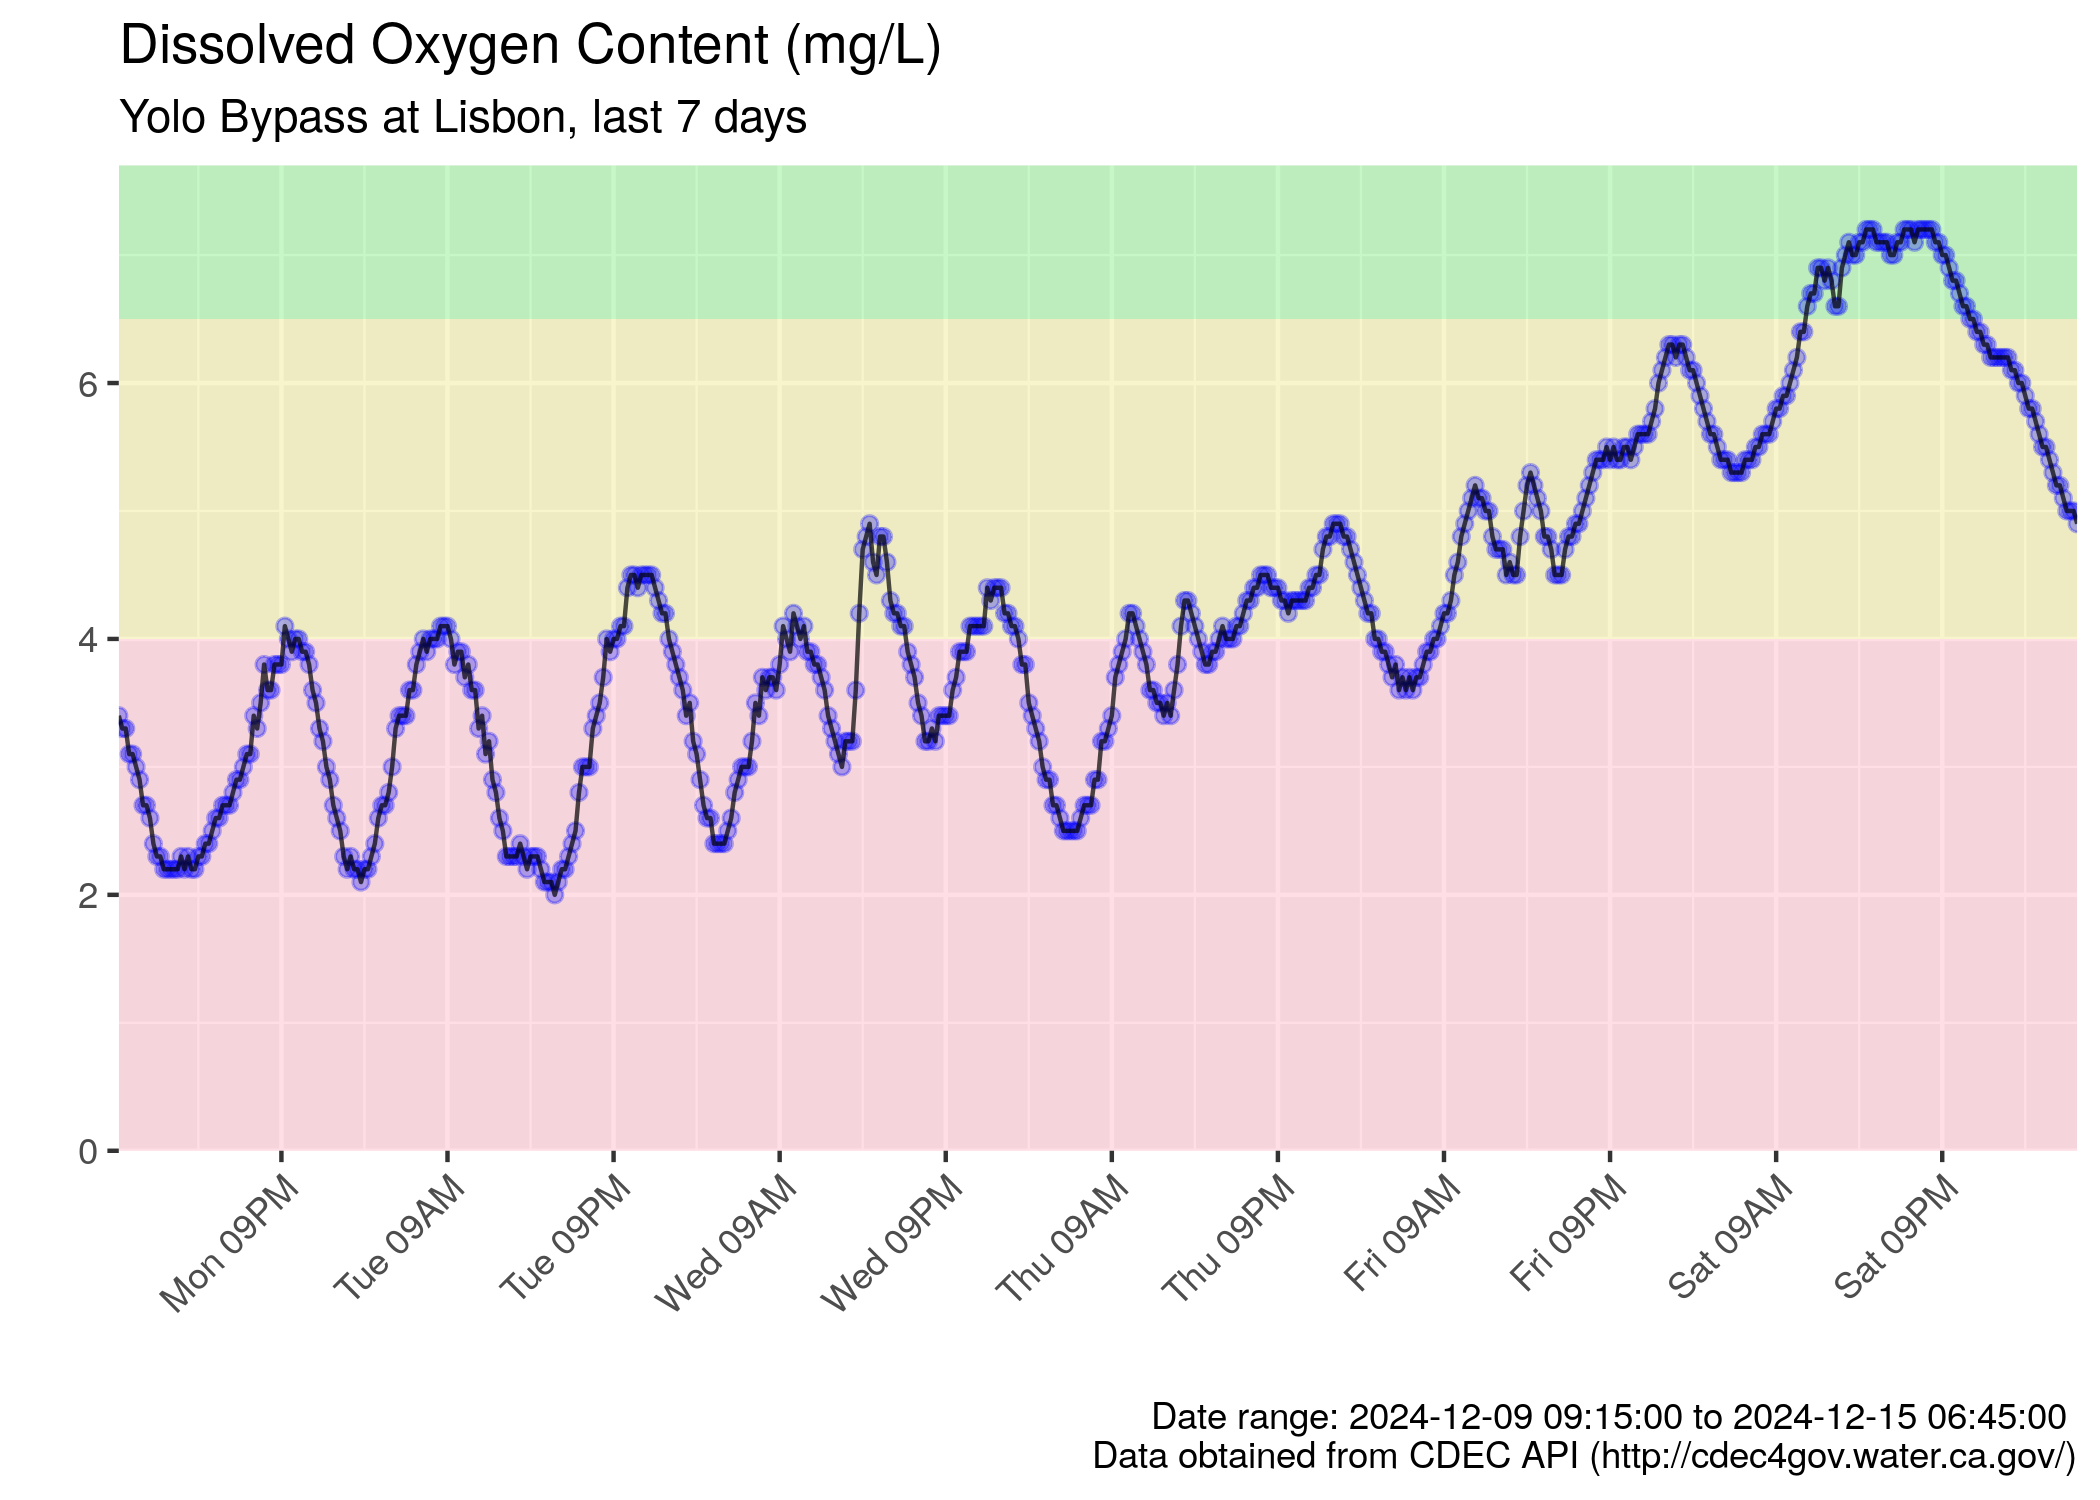 Dissolved Oxygen Content (mg/L)
Yolo Bypass at Lisbon, last 7 days
6
4
2
0
Mon 09PM
Tue 09AM
Tue 09PM
Wed 09AM
Wed 09PM
Thu 09AM
Thu 09PM
Fri 09AM
Fri 09PM
Sat 09AM
Sat 09PM
Date range: 2024-12-09 09:15:00 to 2024-12-15 06:45:00
Data obtained from CDEC API (http://cdec4gov.water.ca.gov/)